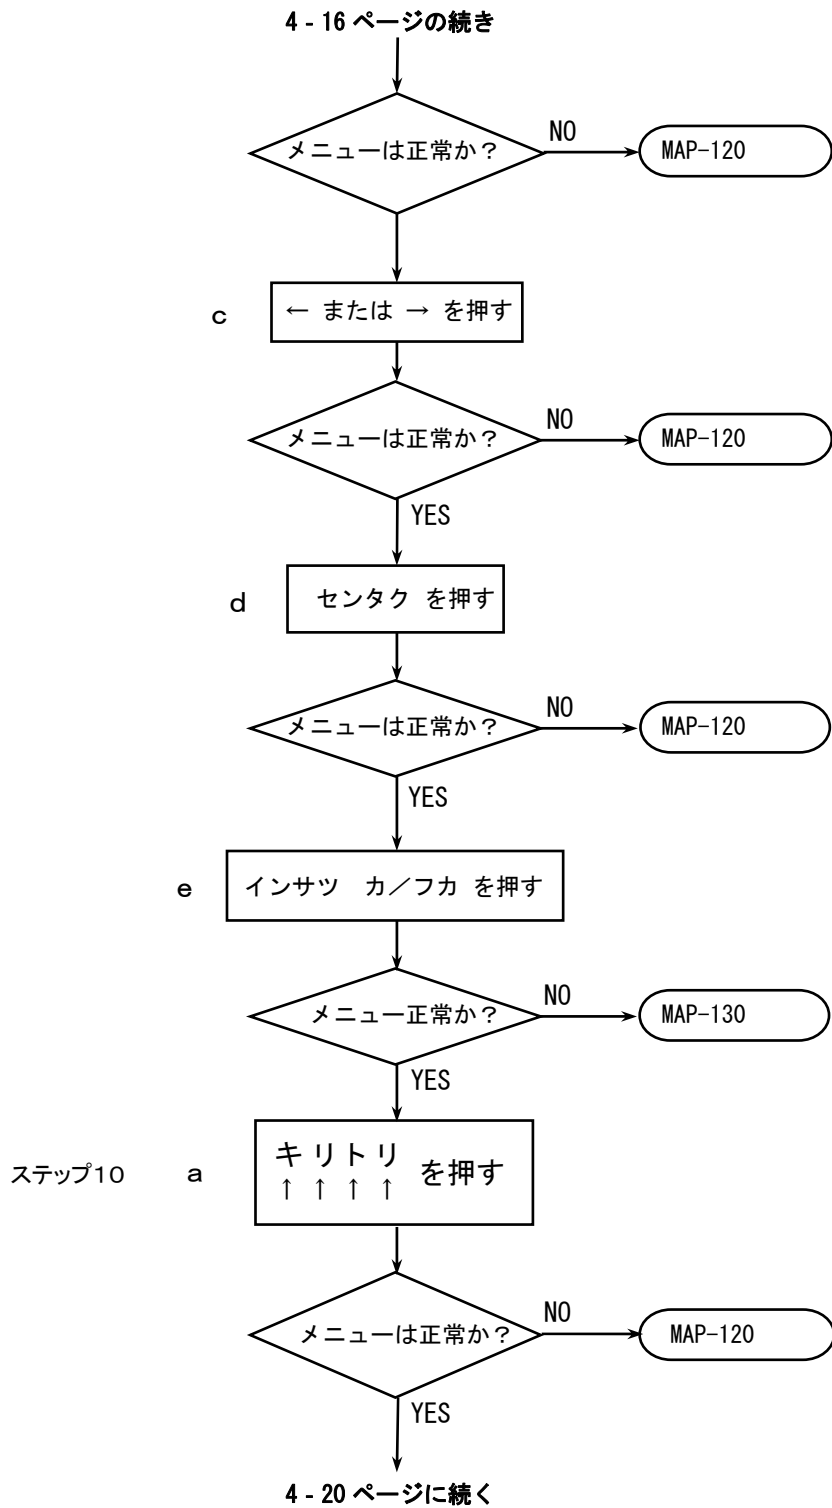 4 - 16 ページの続き
メニューは正常か？
NO
MAP-120
c
← または → を押す
メニューは正常か？
NO
MAP-120
YES
d
センタク を押す
メニューは正常か？
NO
MAP-120
YES
e
インサツ　カ／フカ を押す
メニュー正常か？
NO
MAP-130
YES
ステップ１０
a
キリトリ を押す
↑ ↑ ↑ ↑
メニューは正常か？
NO
MAP-120
YES
4 - 20 ページに続く